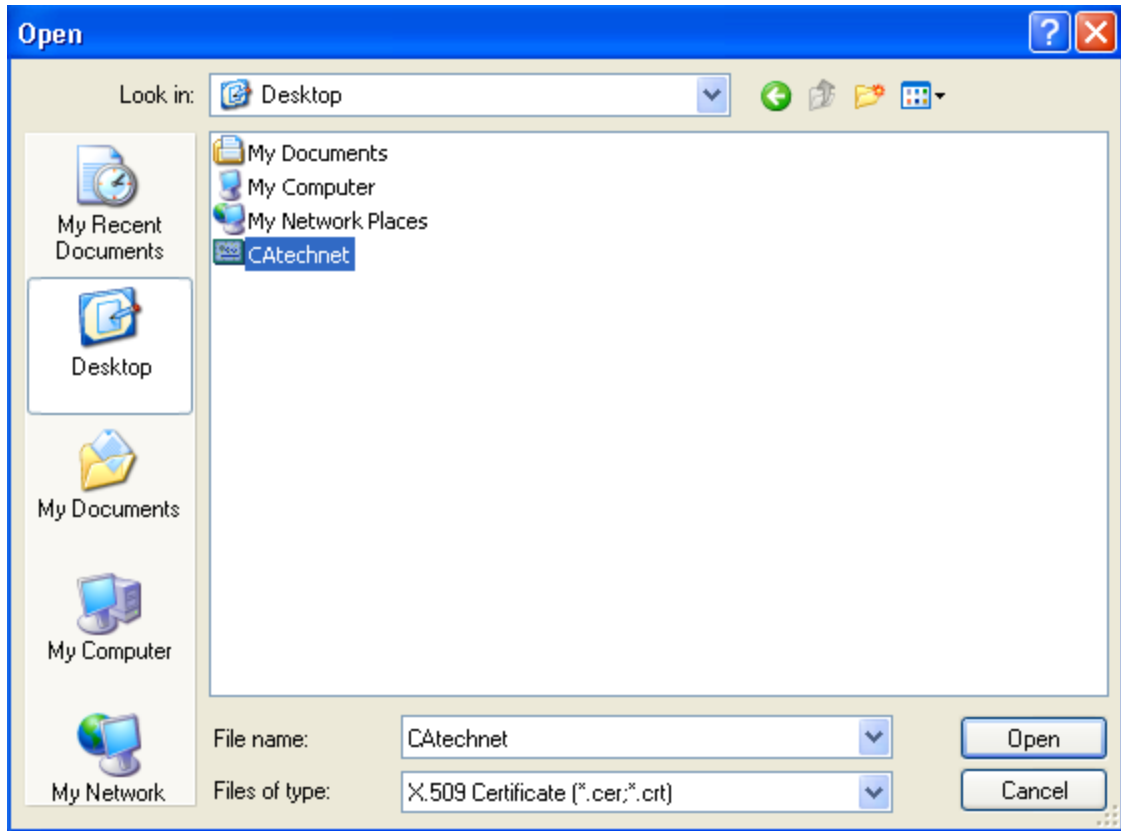 Open
Look in: Desktop
My Documents
My Computer
My Network Places
CAtechnet
My Recent
Documents
Desktop
My Documents
My Computer
My Network
File name: CAtechnet Open
Files of type: X.509 Certificate (*.cer;*.crt) Cancel